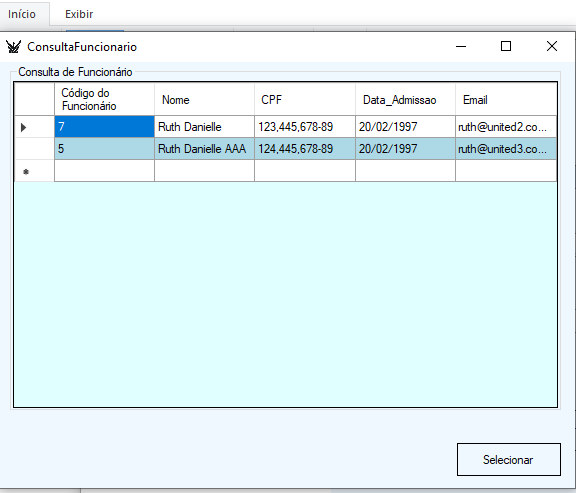 Início Exibir
ConsultaFuncionario
Consulta de Funcionário
Código do
Funcionário Nome CPF Data_Admissao Email
7 Ruth Danielle 123,445,678-89 20/02/1997 ruth@united2.co...
5 Ruth Danielle AAA 124,445,678-89 20/02/1997 ruth@united3.co...
Selecionar